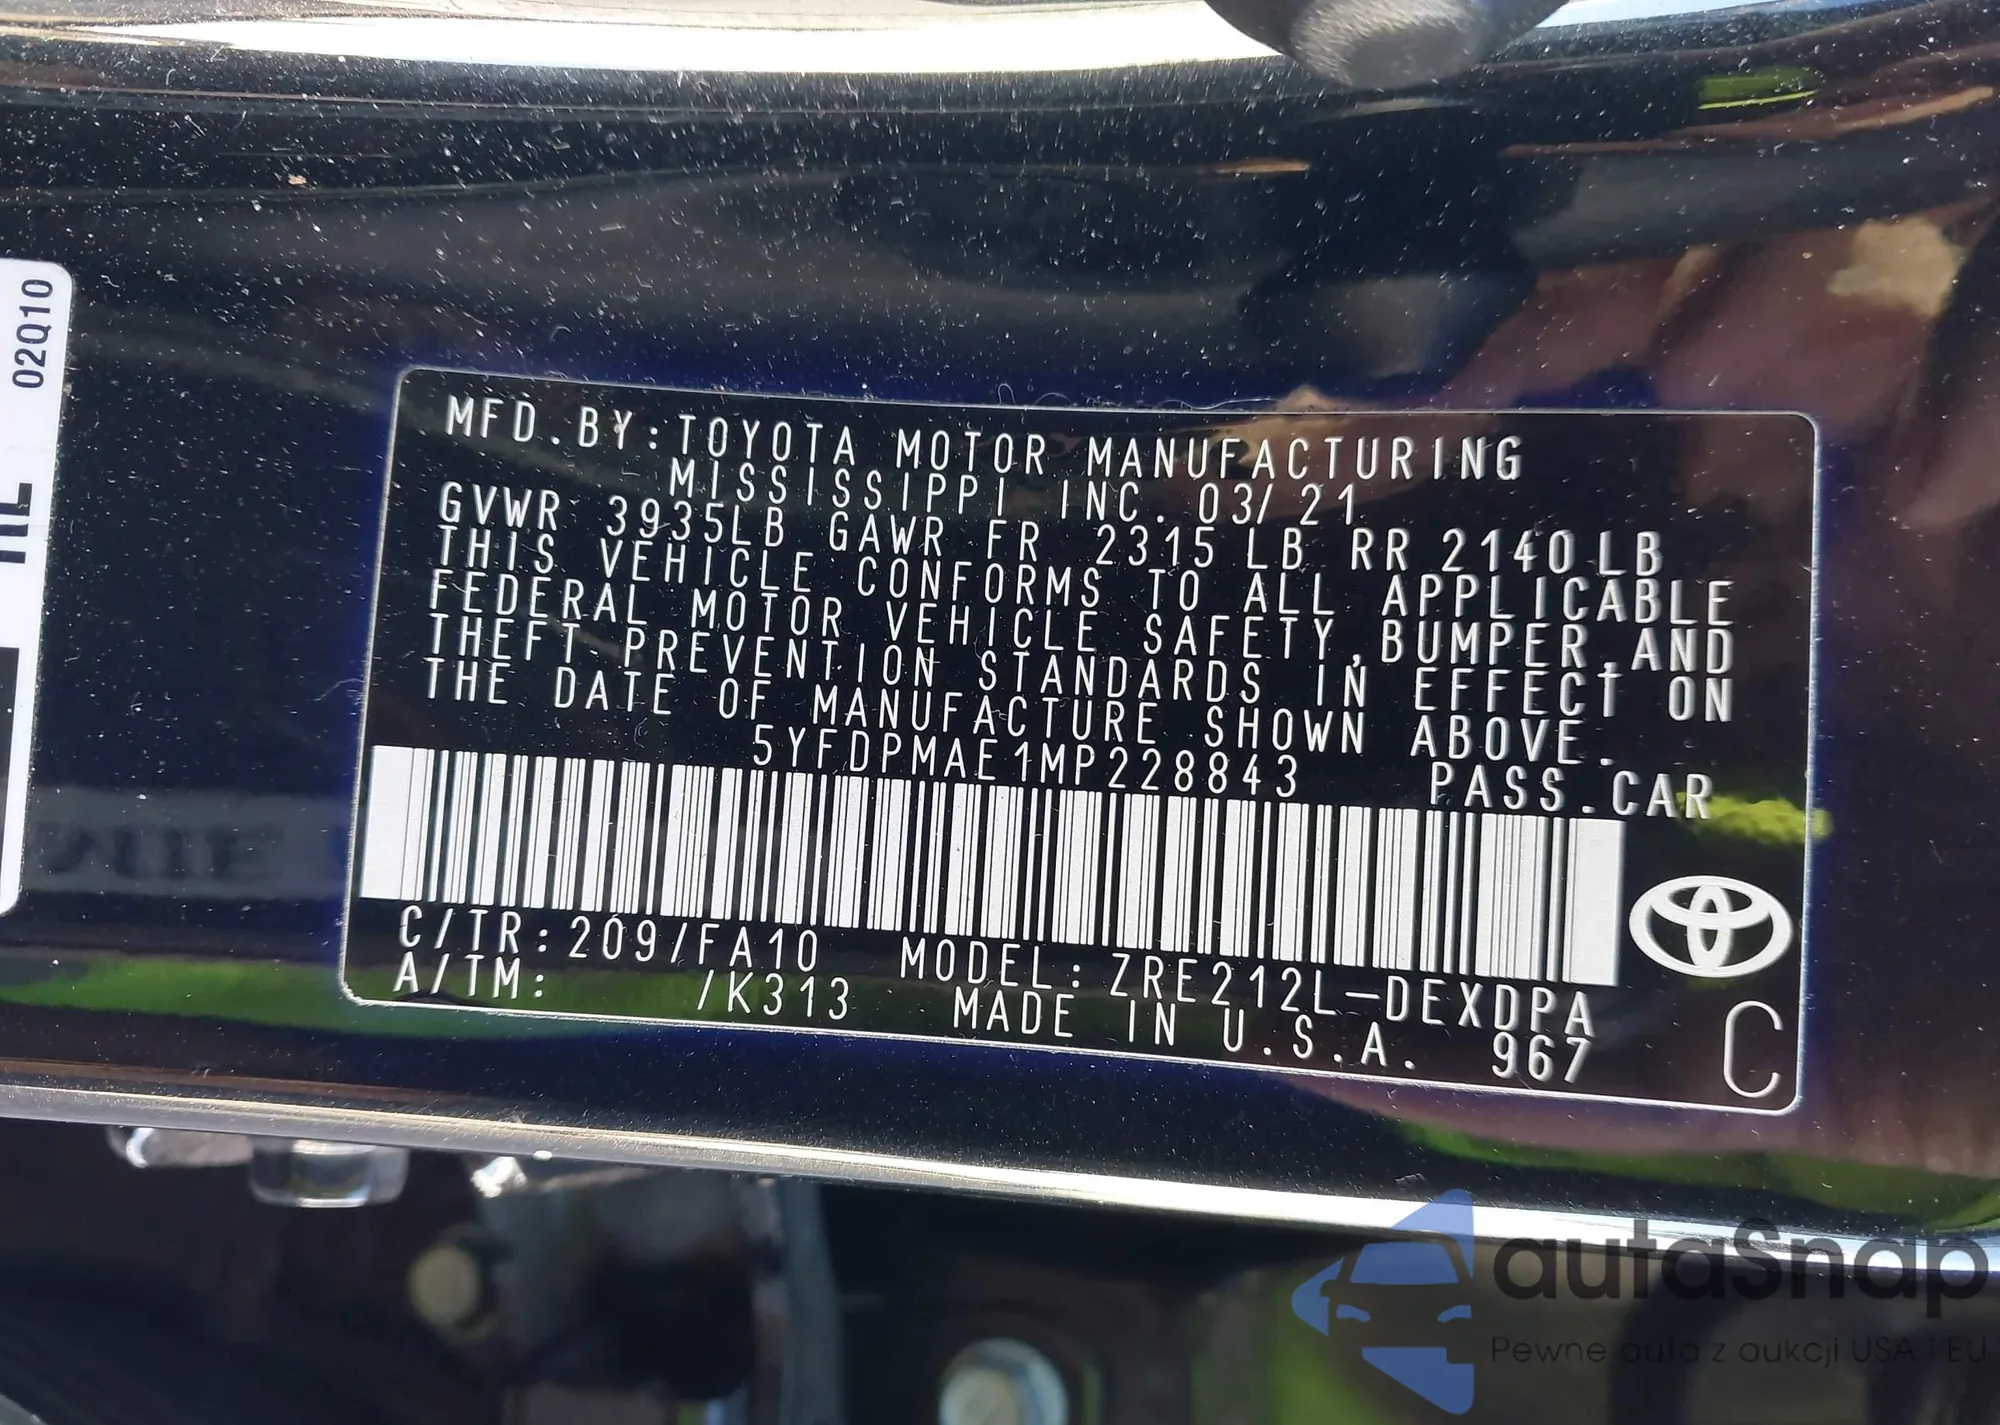 02Q10
MFD.BY:TOYOTA MOTOR MANUFACTURING
MISSISSIPPI INC. 03/21
GVWR 3935LB GAWR FR 2315LB RR 2140LB
THIS VEHICLE CONFORMS TO ALL APPLICABLE
FEDERAL MOTOR VEHICLE SAFETY,BUMPER,AND
THEFT PREVENTION STANDARDS IN EFFECT ON
THE DATE OF MANUFACTURE SHOWN ABOVE.
5YFDPMAE1MP228843 PASS.CAR
C/TR:209/FA10 MODEL:ZRE212L-DEXDPA
A/TM: /K313 MADE IN U.S.A. 967
C
autaSnap
Pewne auta z aukcji USA i EU